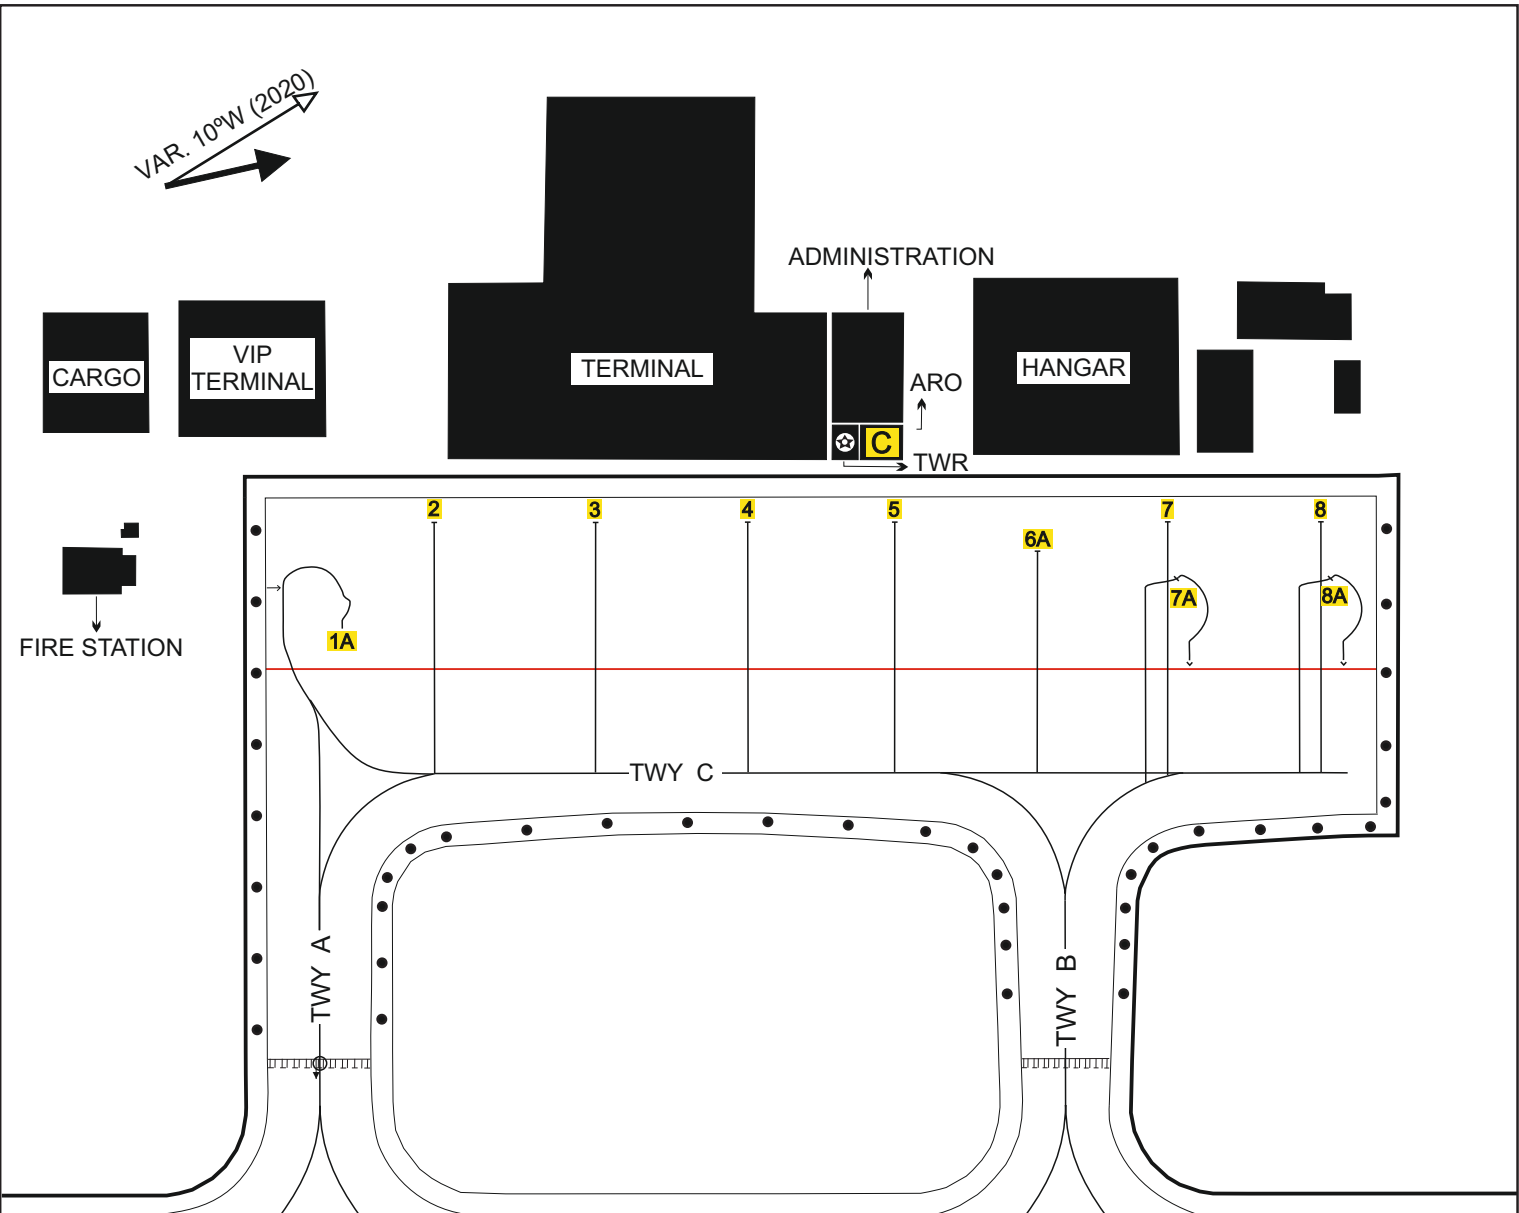 VAR. 10ºW (2020)
ADMINISTRATION
CARGO
VIP
TERMINAL
TERMINAL
HANGAR
ARO
C
TWR
2
3
4
5
6A
7
8
7A
8A
1A
FIRE STATION
TWY C
TWY A
TWY B